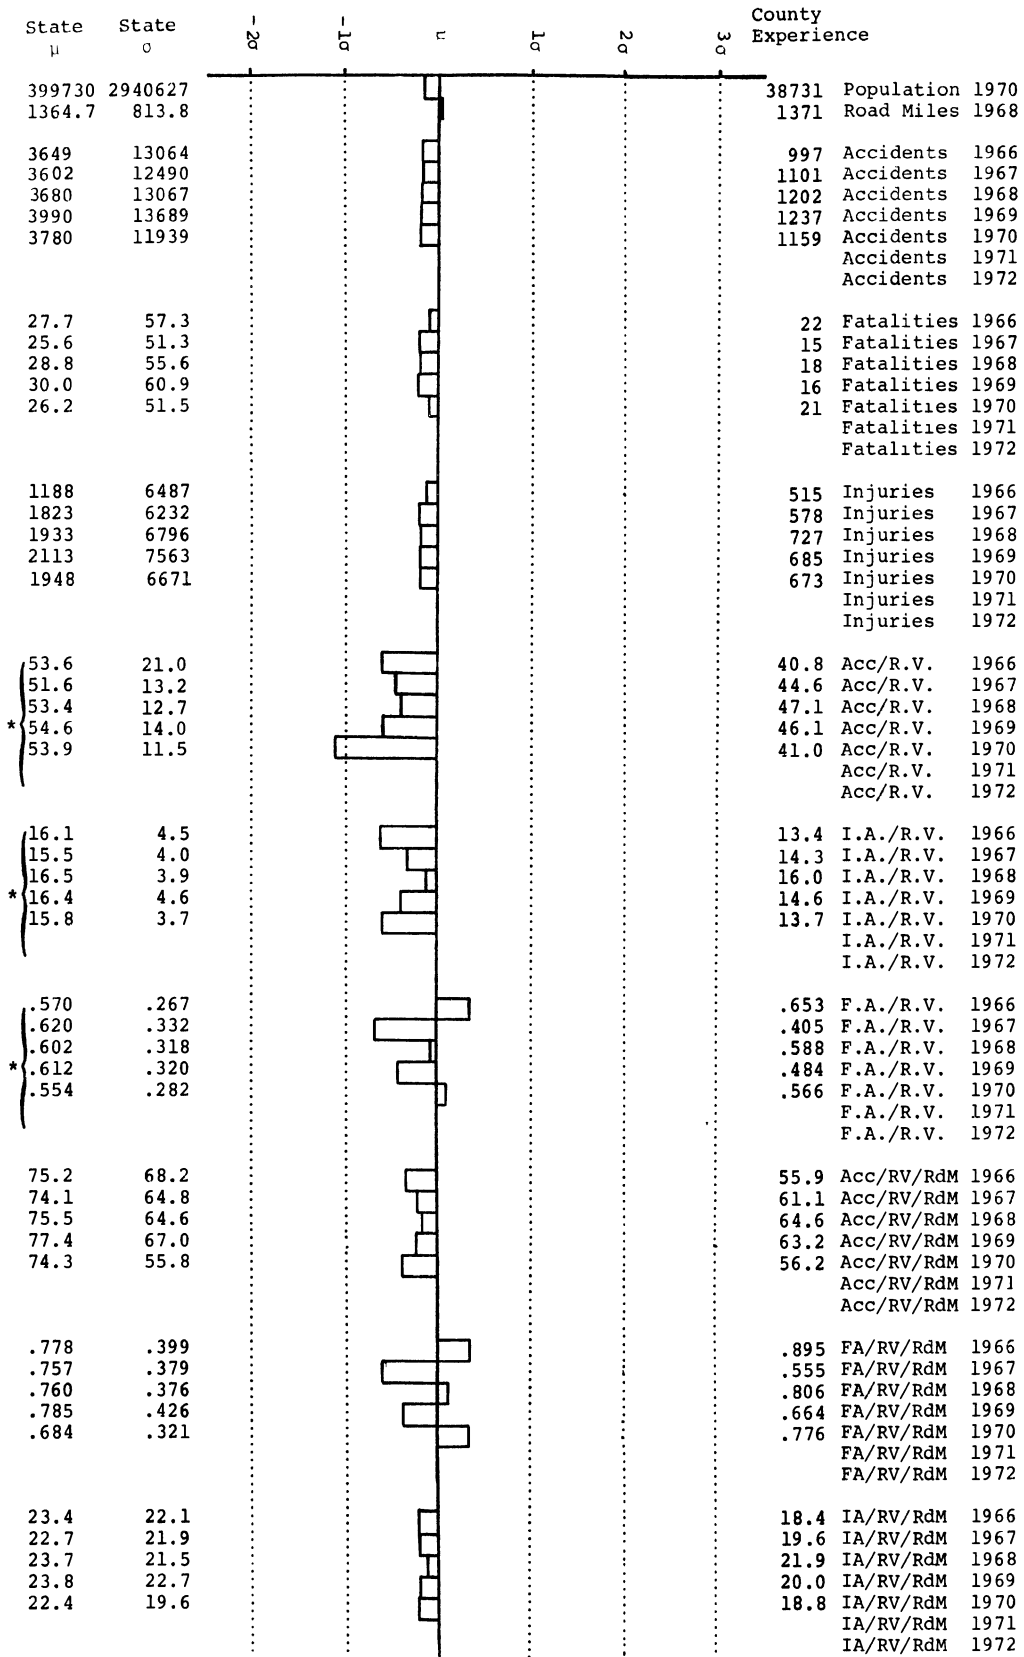 State State -2σ -1σ μ 1σ 2σ 3σ County
μ σ Experience
399730 2940627 38731 Population 1970
1364.7 813.8 1371 Road Miles 1968
3649 13064 997 Accidents 1966
3602 12490 1101 Accidents 1967
3680 13067 1202 Accidents 1968
3990 13689 1237 Accidents 1969
3780 11939 1159 Accidents 1970
Accidents 1971
Accidents 1972
27.7 57.3 22 Fatalities 1966
25.6 51.3 15 Fatalities 1967
28.8 55.6 18 Fatalities 1968
30.0 60.9 16 Fatalities 1969
26.2 51.5 21 Fatalities 1970
Fatalities 1971
Fatalities 1972
1188 6487 515 Injuries 1966
1823 6232 578 Injuries 1967
1933 6796 727 Injuries 1968
2113 7563 685 Injuries 1969
1948 6671 673 Injuries 1970
Injuries 1971
Injuries 1972
53.6 21.0 40.8 Acc/R.V. 1966
51.6 13.2 44.6 Acc/R.V. 1967
53.4 12.7 47.1 Acc/R.V. 1968
* 54.6 14.0 46.1 Acc/R.V. 1969
53.9 11.5 41.0 Acc/R.V. 1970
Acc/R.V. 1971
Acc/R.V. 1972
16.1 4.5 13.4 I.A./R.V. 1966
15.5 4.0 14.3 I.A./R.V. 1967
16.5 3.9 16.0 I.A./R.V. 1968
* 16.4 4.6 14.6 I.A./R.V. 1969
15.8 3.7 13.7 I.A./R.V. 1970
I.A./R.V. 1971
I.A./R.V. 1972
.570 .267 .653 F.A./R.V. 1966
.620 .332 .405 F.A./R.V. 1967
.602 .318 .588 F.A./R.V. 1968
* .612 .320 .484 F.A./R.V. 1969
.554 .282 .566 F.A./R.V. 1970
F.A./R.V. 1971
F.A./R.V. 1972
75.2 68.2 55.9 Acc/RV/RdM 1966
74.1 64.8 61.1 Acc/RV/RdM 1967
75.5 64.6 64.6 Acc/RV/RdM 1968
77.4 67.0 63.2 Acc/RV/RdM 1969
74.3 55.8 56.2 Acc/RV/RdM 1970
Acc/RV/RdM 1971
Acc/RV/RdM 1972
.778 .399 .895 FA/RV/RdM 1966
.757 .379 .555 FA/RV/RdM 1967
.760 .376 .806 FA/RV/RdM 1968
.785 .426 .664 FA/RV/RdM 1969
.684 .321 .776 FA/RV/RdM 1970
FA/RV/RdM 1971
FA/RV/RdM 1972
23.4 22.1 18.4 IA/RV/RdM 1966
22.7 21.9 19.6 IA/RV/RdM 1967
23.7 21.5 21.9 IA/RV/RdM 1968
23.8 22.7 20.0 IA/RV/RdM 1969
22.4 19.6 18.8 IA/RV/RdM 1970
IA/RV/RdM 1971
IA/RV/RdM 1972